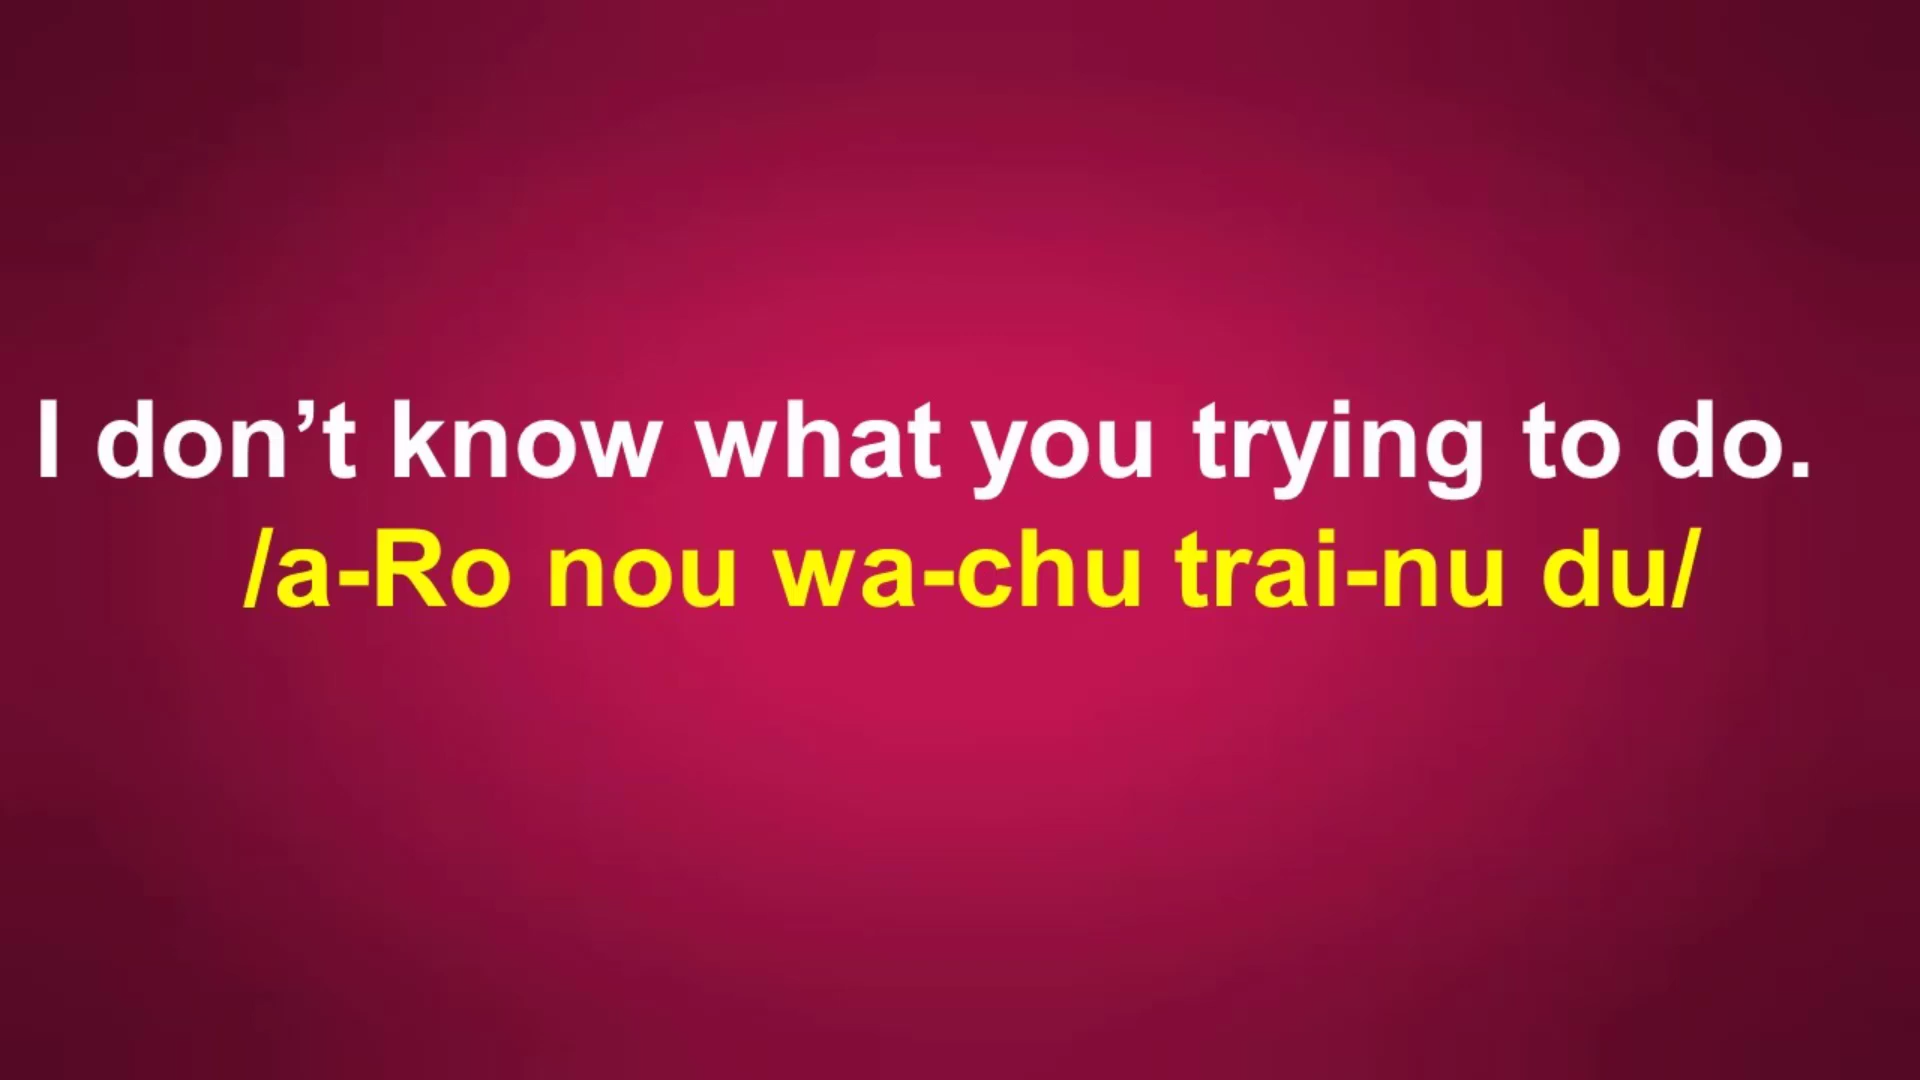 I don’t know what you trying to do.
/a-Ro nou wa-chu trai-nu du/